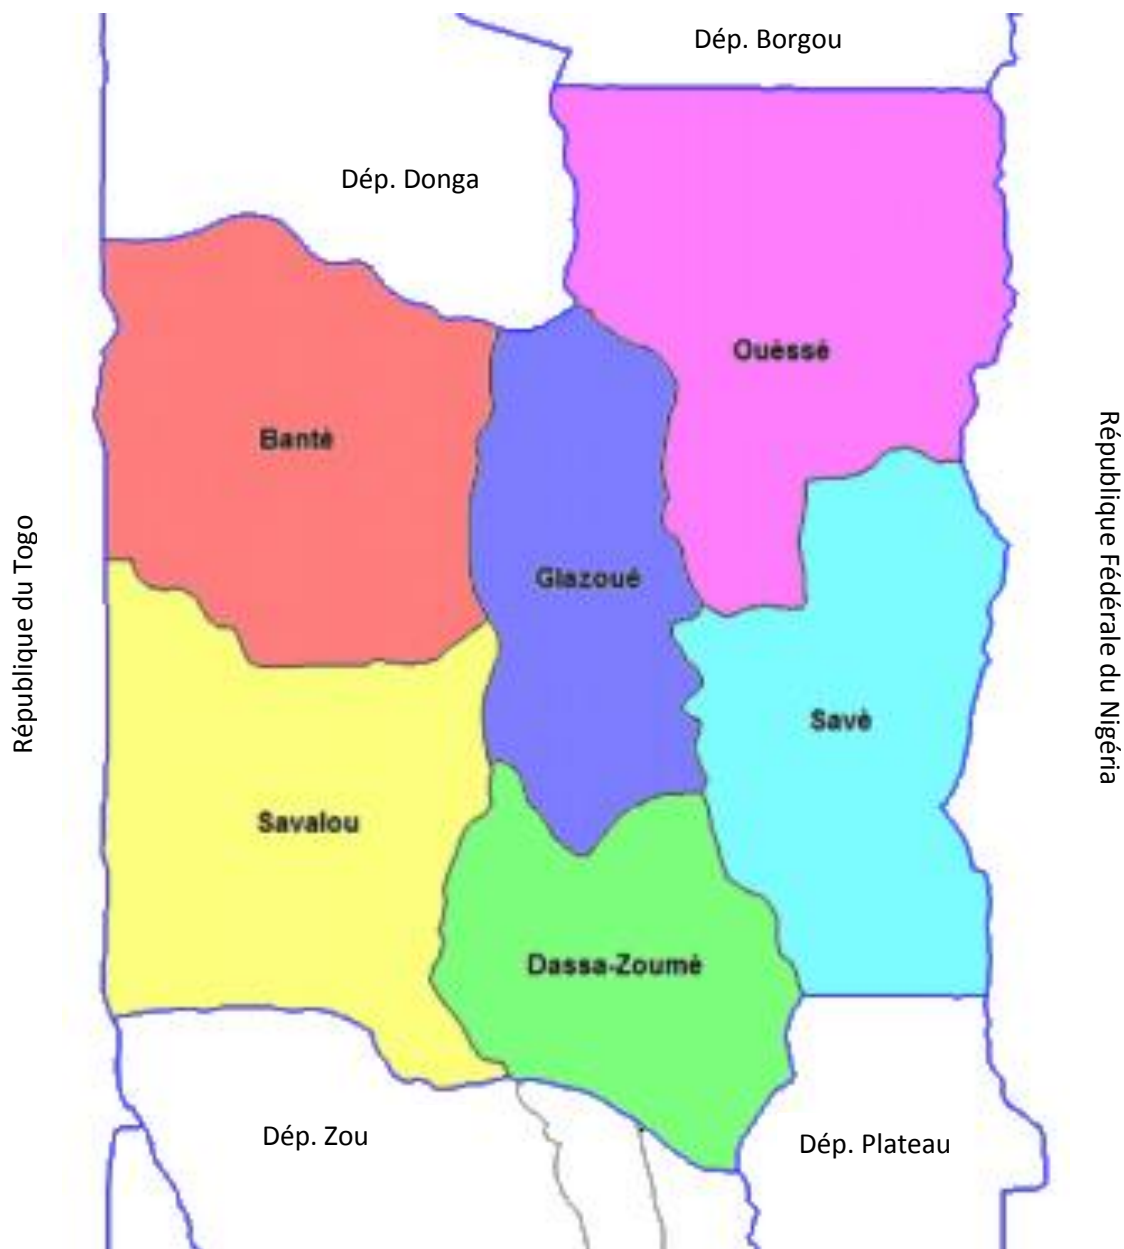 Dép. Borgou
Dép. Donga
Ouèssè
Bantè
République Fédérale du Nigéria
République du Togo
Glazoué
Savè
Savalou
Dassa-Zoumè
Dép. Zou
Dép. Plateau